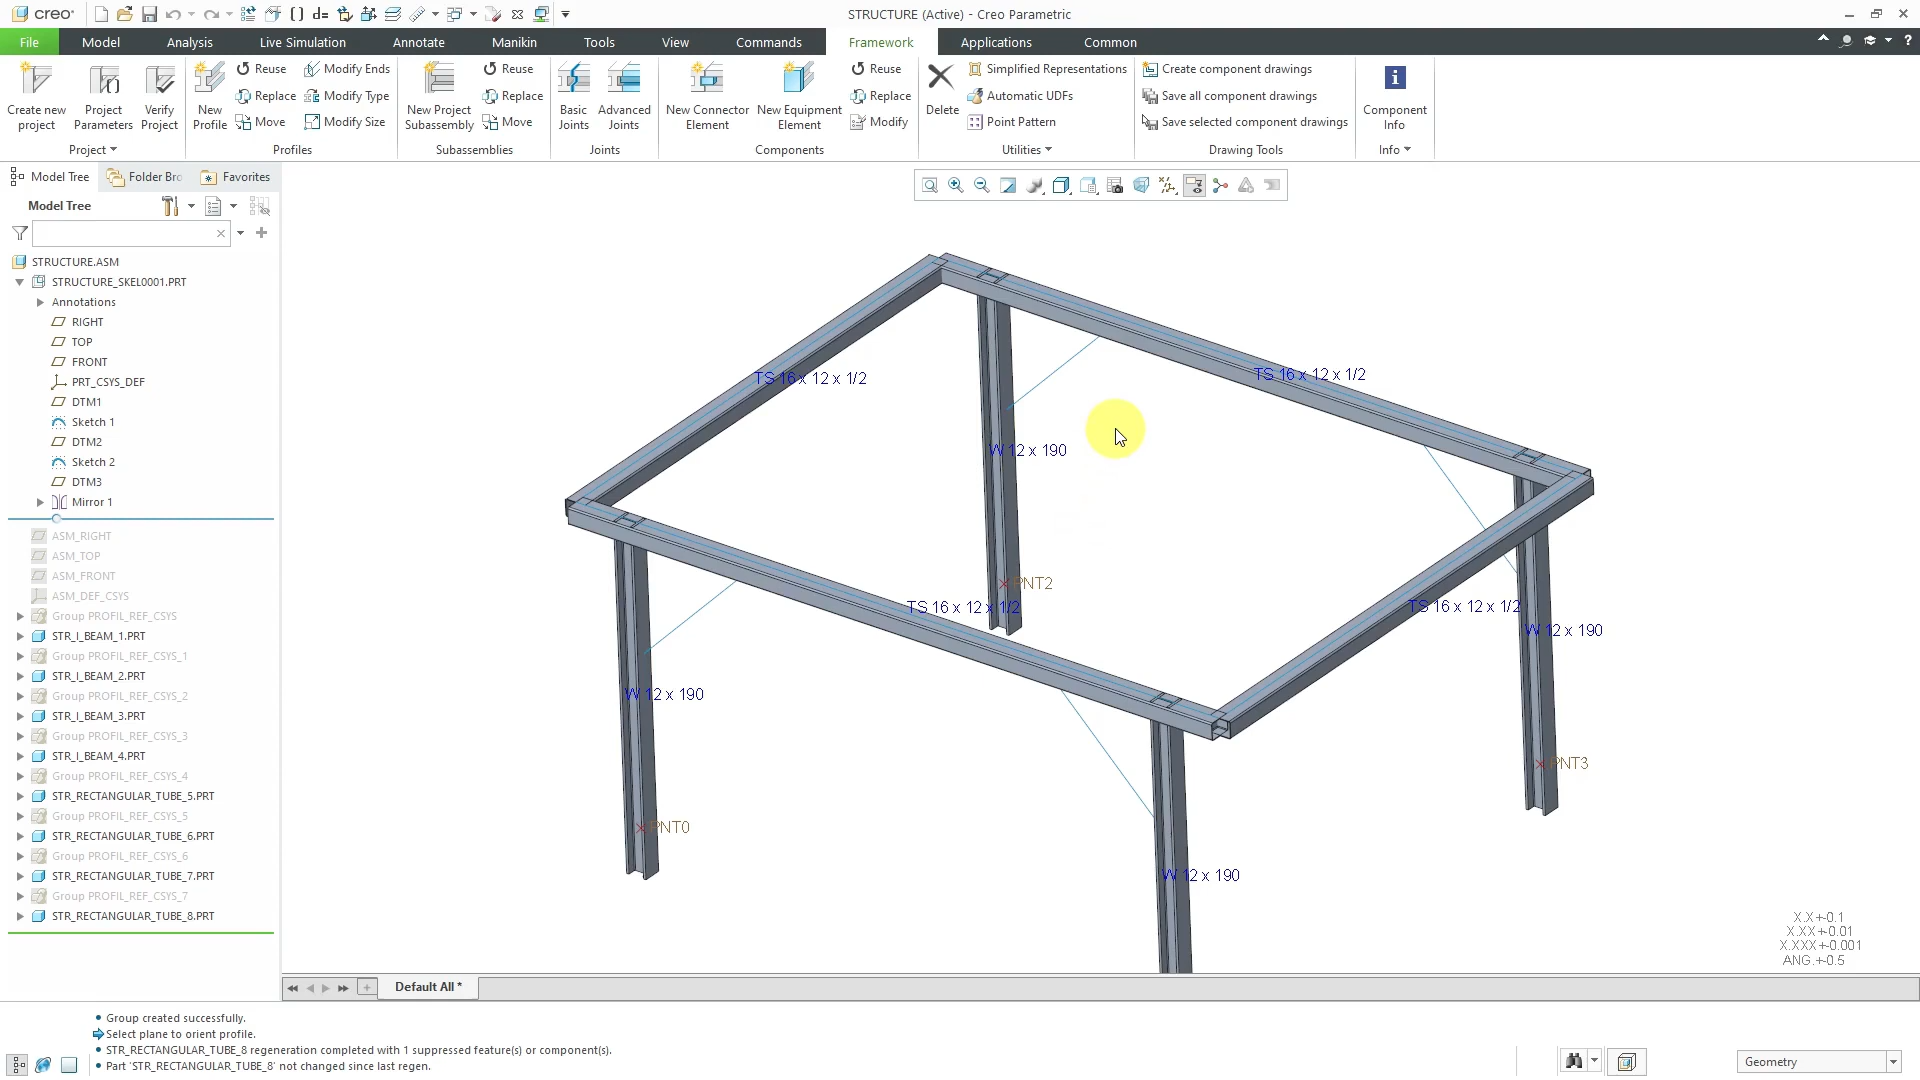 creo
STRUCTURE (Active) - Creo Parametric
File
Model
Analysis
Live Simulation
Annotate
Manikin
Tools
View
Commands
Framework
Applications
Common
Create new project
Project Parameters
Verify Project
New Profile
Reuse
Replace
Move
Modify Ends
Modify Type
Modify Size
New Project Subassembly
Reuse
Replace
Move
Basic Joints
Advanced Joints
New Connector Element
New Equipment Element
Reuse
Replace
Modify
Delete
Simplified Representations
Automatic UDFs
Point Pattern
Create component drawings
Save all component drawings
Save selected component drawings
Component Info
Project
Profiles
Subassemblies
Joints
Components
Utilities
Drawing Tools
Info
Model Tree
Folder Bro
Favorites
Model Tree
STRUCTURE.ASM
STRUCTURE_SKEL0001.PRT
Annotations
RIGHT
TOP
FRONT
PRT_CSYS_DEF
DTM1
Sketch 1
DTM2
Sketch 2
DTM3
Mirror 1
ASM_RIGHT
ASM_TOP
ASM_FRONT
ASM_DEF_CSYS
Group PROFIL_REF_CSYS
STR_I_BEAM_1.PRT
Group PROFIL_REF_CSYS_1
STR_I_BEAM_2.PRT
Group PROFIL_REF_CSYS_2
STR_I_BEAM_3.PRT
Group PROFIL_REF_CSYS_3
STR_I_BEAM_4.PRT
Group PROFIL_REF_CSYS_4
STR_RECTANGULAR_TUBE_5.PRT
Group PROFIL_REF_CSYS_5
STR_RECTANGULAR_TUBE_6.PRT
Group PROFIL_REF_CSYS_6
STR_RECTANGULAR_TUBE_7.PRT
Group PROFIL_REF_CSYS_7
STR_RECTANGULAR_TUBE_8.PRT
TS 16 x 12 x 1/2
TS 16 x 12 x 1/2
W 12 x 190
PNT2
TS 16 x 12 x 1/2
TS 16 x 12 x 1/2
W 12 x 190
W 12 x 190
PNT3
PNT0
W 12 x 190
X.X+-0.1
X.XX+-0.01
X.XXX+-0.001
ANG.+-0.5
Default All *
Group created successfully.
Select plane to orient profile.
STR_RECTANGULAR_TUBE_8 regeneration completed with 1 suppressed feature(s) or component(s).
Part 'STR_RECTANGULAR_TUBE_8' not changed since last regen.
Geometry